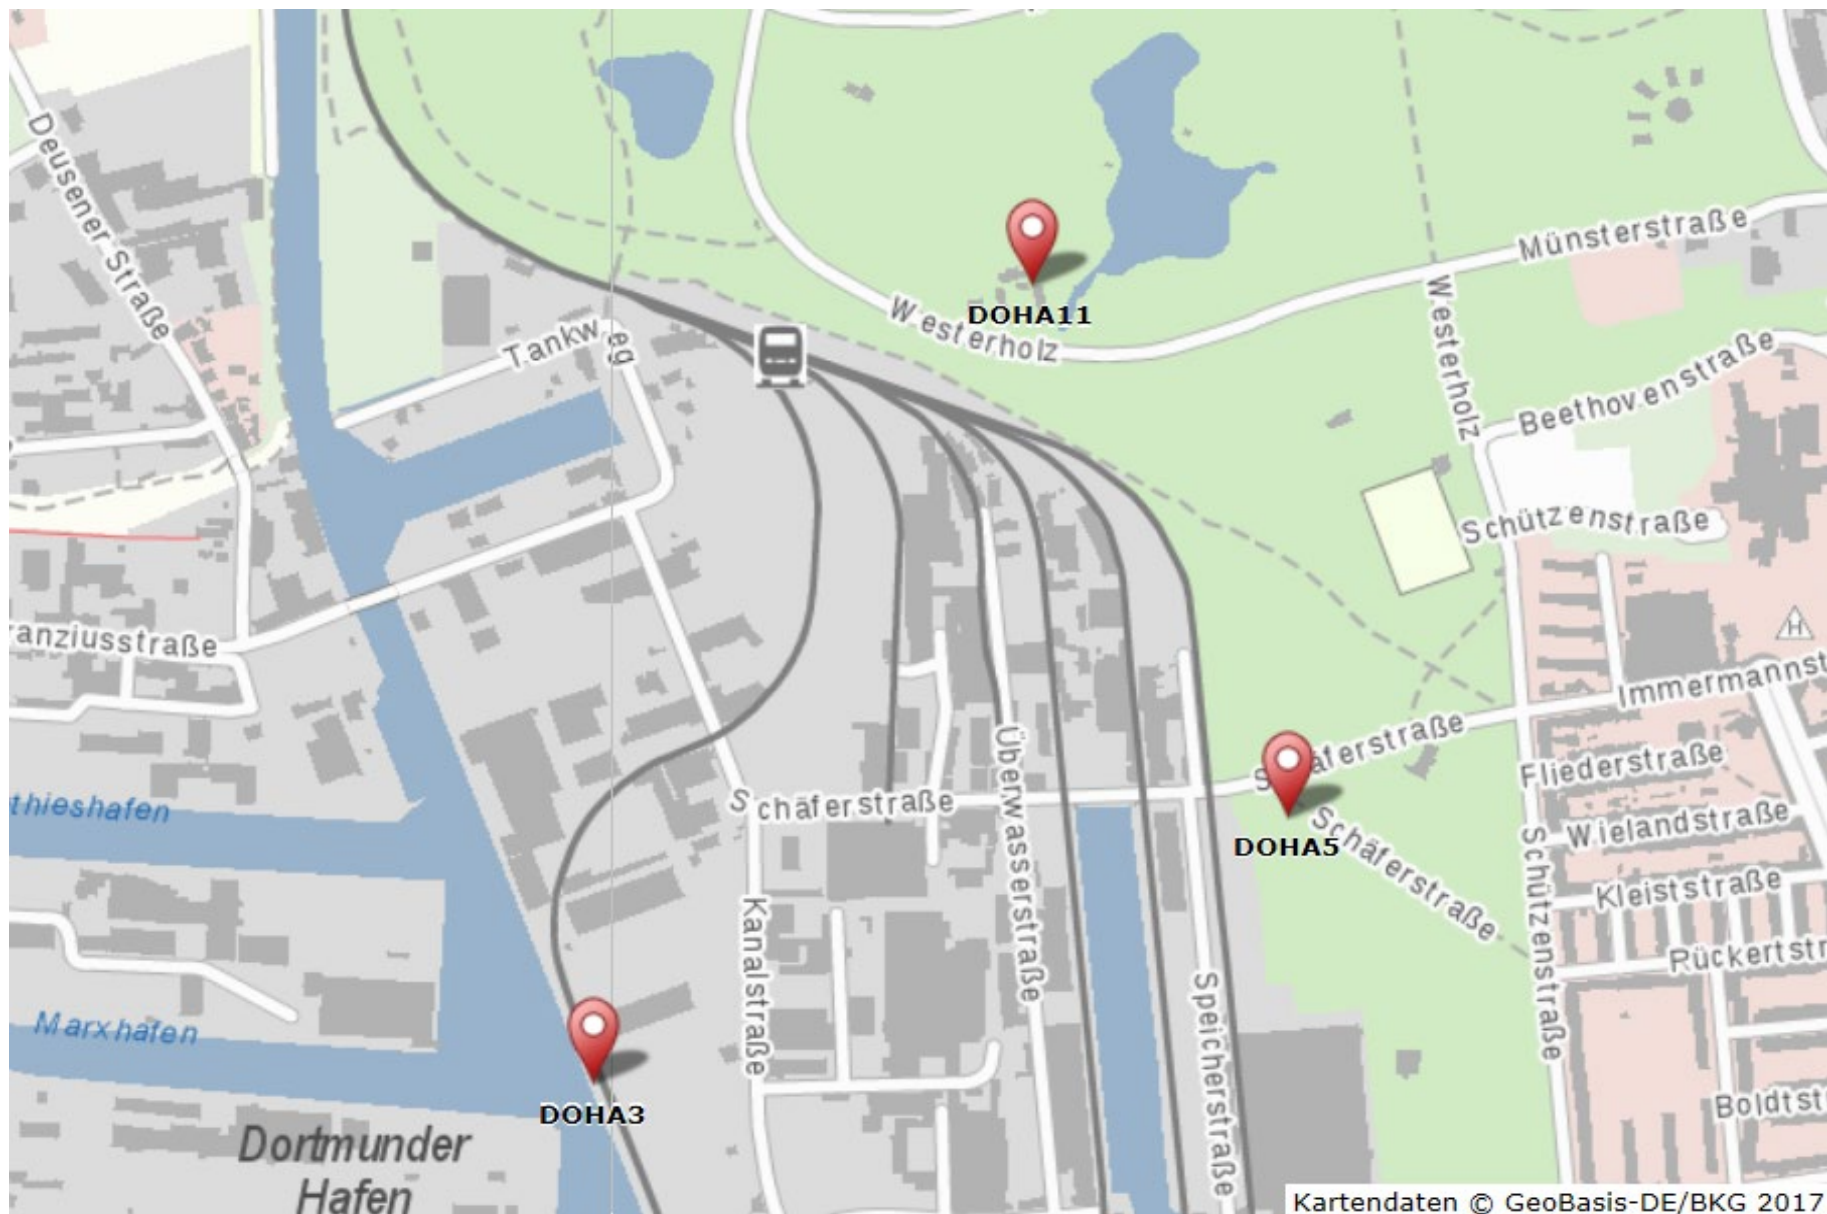 Deusener Straße
Münsterstraße
DOHA11
Westerholz
Westerholz
Tankweg
Beethovenstraße
Schützenstraße
H
ranziusstraße
Immermannst
Überwasserstraße
Schäferstraße
Fliederstraße
thieshafen
Schäferstraße
Wielandstraße
DOHA5
Schäferstraße
Kleiststraße
Schützenstraße
Kanalstraße
Rückertstr
Speicherstraße
Marxhafen
DOHA3
Boldtst
Dortmunder
Hafen
Kartendaten © GeoBasis-DE/BKG 2017